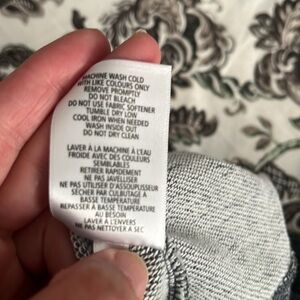 MACHINE WASH COLD
WITH LIKE COLOURS ONLY
REMOVE PROMPTLY
DO NOT BLEACH
DO NOT USE FABRIC SOFTENER
TUMBLE DRY LOW
COOL IRON WHEN NEEDED
WASH INSIDE OUT
DO NOT DRY CLEAN
LAVER À LA MACHINE À L'EAU
FROIDE AVEC DES COULEURS
SEMBLABLES
RETIRER RAPIDEMENT
NE PAS JAVELLISER
NE PAS UTILISER D'ASSOUPLISSEUR
SÉCHER PAR CULBUTAGE À
BASSE TEMPÉRATURE
REPASSER À BASSE TEMPÉRATURE
AU BESOIN
LAVER À L'ENVERS
NE PAS NETTOYER À SEC